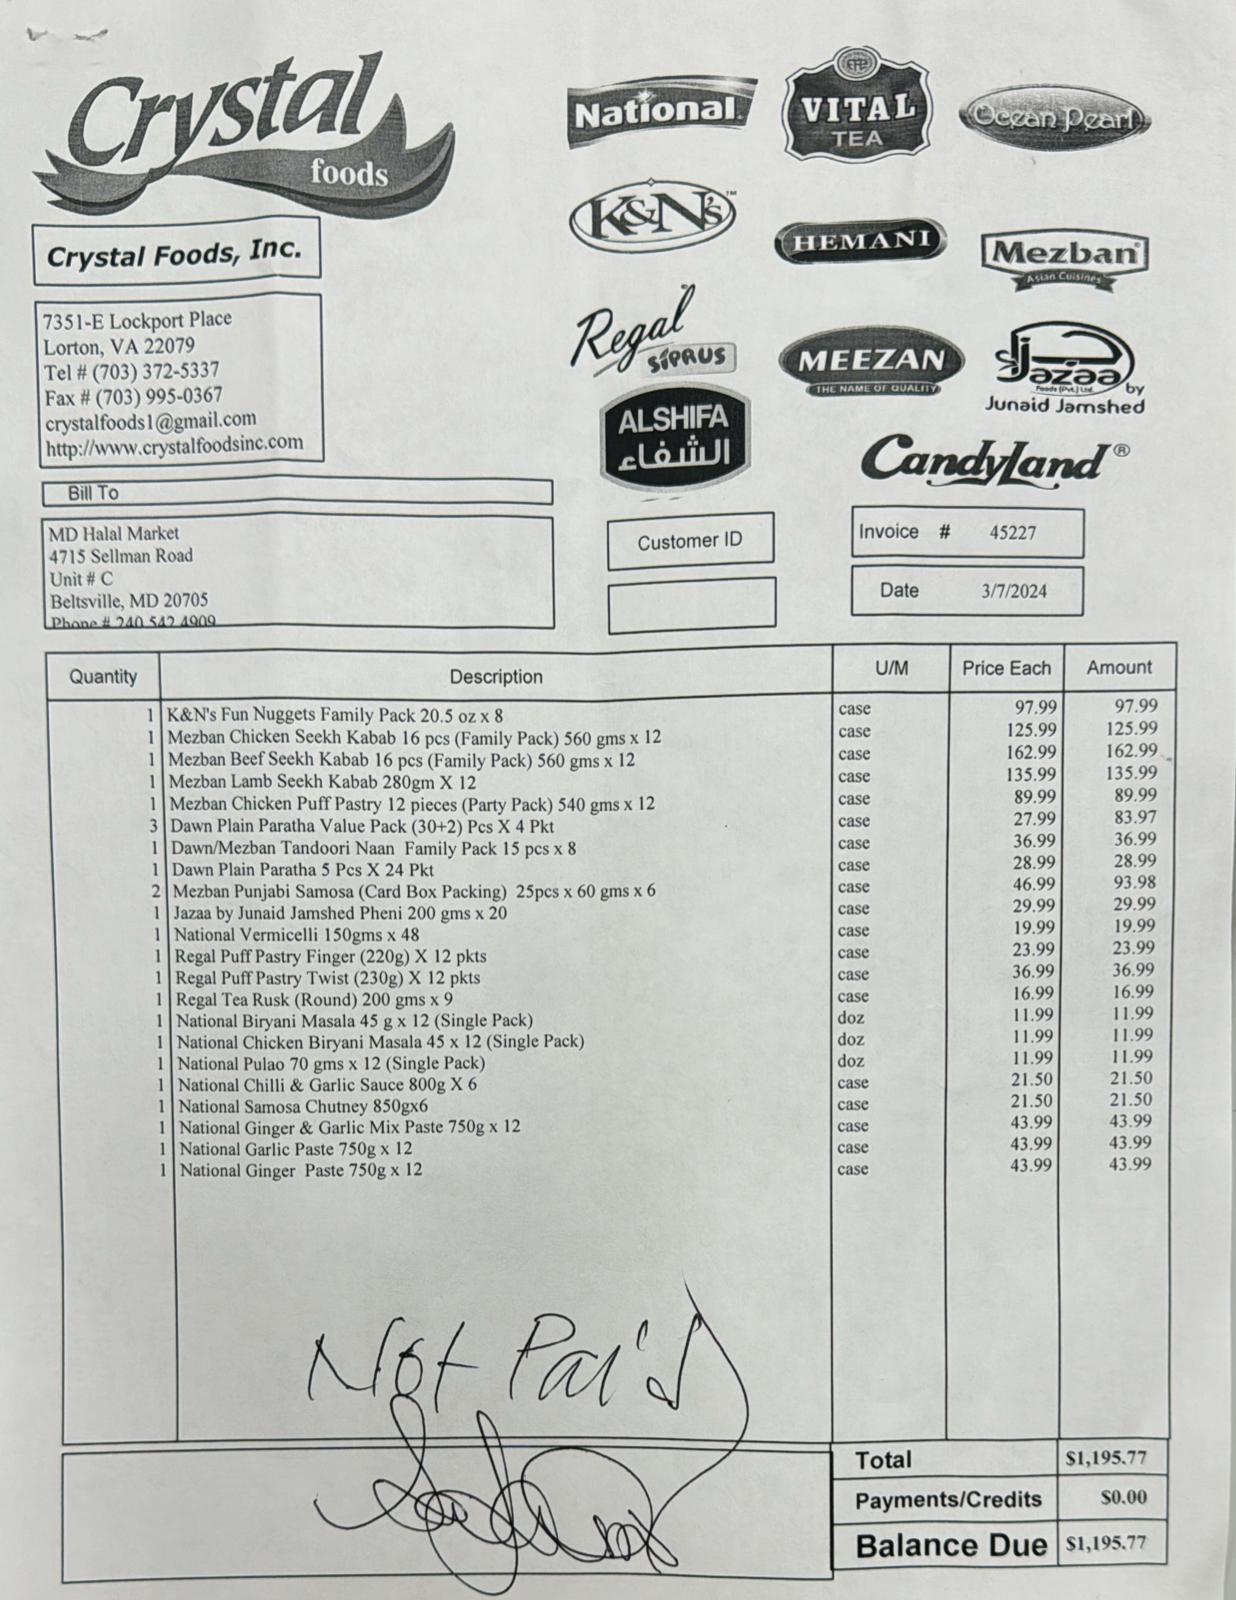 Crystal
foods
National.
VITAL
TEA
Ocean Pearl
K&N's™
HEMANI
Mezban®
Asian Cuisines
Regal
SIPRUS
MEEZAN
THE NAME OF QUALITY
Jazaa
Foods (Pvt.) Ltd.
by
Junaid Jamshed
ALSHIFA
الشفاء
CandyLand®
Crystal Foods, Inc.
7351-E Lockport Place
Lorton, VA 22079
Tel # (703) 372-5337
Fax # (703) 995-0367
crystalfoods1@gmail.com
http://www.crystalfoodsinc.com
Bill To
MD Halal Market
4715 Sellman Road
Unit # C
Beltsville, MD 20705
Phone # 240 542 4909
Customer ID
Invoice # 45227
Date 3/7/2024
Quantity Description U/M Price Each Amount
1 K&N's Fun Nuggets Family Pack 20.5 oz x 8 case 97.99 97.99
1 Mezban Chicken Seekh Kabab 16 pcs (Family Pack) 560 gms x 12 case 125.99 125.99
1 Mezban Beef Seekh Kabab 16 pcs (Family Pack) 560 gms x 12 case 162.99 162.99
1 Mezban Lamb Seekh Kabab 280gm X 12 case 135.99 135.99
1 Mezban Chicken Puff Pastry 12 pieces (Party Pack) 540 gms x 12 case 89.99 89.99
3 Dawn Plain Paratha Value Pack (30+2) Pcs X 4 Pkt case 27.99 83.97
1 Dawn/Mezban Tandoori Naan Family Pack 15 pcs x 8 case 36.99 36.99
1 Dawn Plain Paratha 5 Pcs X 24 Pkt case 28.99 28.99
2 Mezban Punjabi Samosa (Card Box Packing) 25pcs x 60 gms x 6 case 46.99 93.98
1 Jazaa by Junaid Jamshed Pheni 200 gms x 20 case 29.99 29.99
1 National Vermicelli 150gms x 48 case 19.99 19.99
1 Regal Puff Pastry Finger (220g) X 12 pkts case 23.99 23.99
1 Regal Puff Pastry Twist (230g) X 12 pkts case 36.99 36.99
1 Regal Tea Rusk (Round) 200 gms x 9 case 16.99 16.99
1 National Biryani Masala 45 g x 12 (Single Pack) doz 11.99 11.99
1 National Chicken Biryani Masala 45 x 12 (Single Pack) doz 11.99 11.99
1 National Pulao 70 gms x 12 (Single Pack) doz 11.99 11.99
1 National Chilli & Garlic Sauce 800g X 6 case 21.50 21.50
1 National Samosa Chutney 850gx6 case 21.50 21.50
1 National Ginger & Garlic Mix Paste 750g x 12 case 43.99 43.99
1 National Garlic Paste 750g x 12 case 43.99 43.99
1 National Ginger Paste 750g x 12 case 43.99 43.99
Not Paid
Total $1,195.77
Payments/Credits $0.00
Balance Due $1,195.77